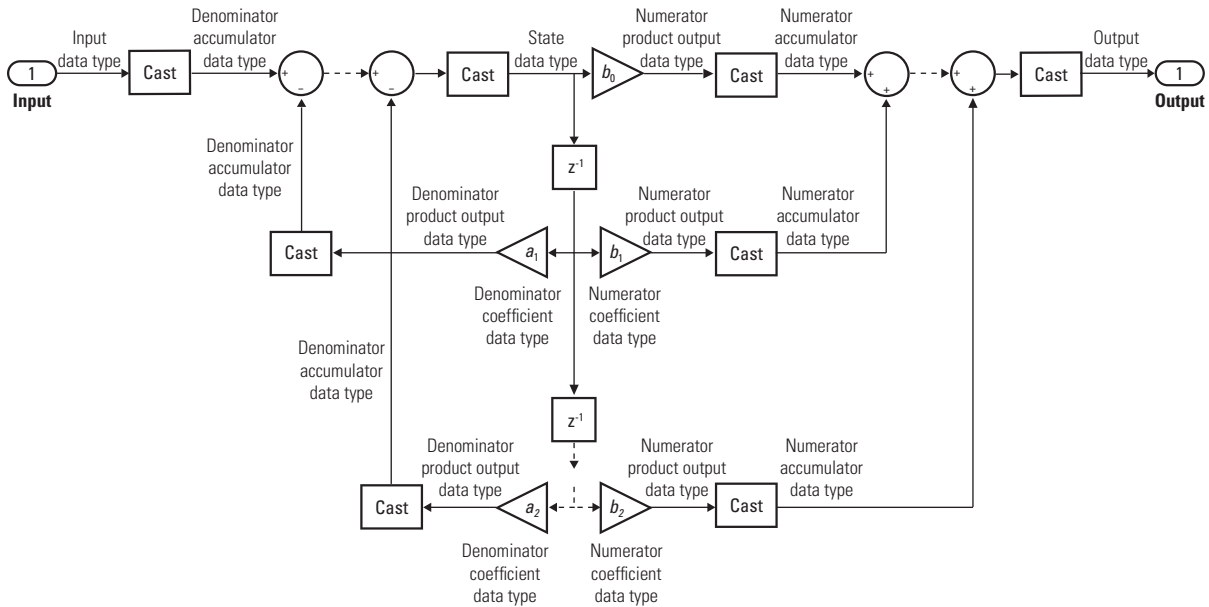 Input
data type
Denominator
accumulator
data type
State
data type
Numerator
product output
data type
Numerator
accumulator
data type
Output
data type
1
Input
Cast
+
−
+
−
Cast
b0
Cast
+
+
+
+
Cast
1
Output
Denominator
accumulator
data type
z-1
Denominator
product output
data type
Numerator
product output
data type
Numerator
accumulator
data type
Cast
a1
b1
Cast
Denominator
coefficient
data type
Numerator
coefficient
data type
Denominator
accumulator
data type
z-1
Denominator
product output
data type
Numerator
product output
data type
Numerator
accumulator
data type
Cast
a2
b2
Cast
Denominator
coefficient
data type
Numerator
coefficient
data type